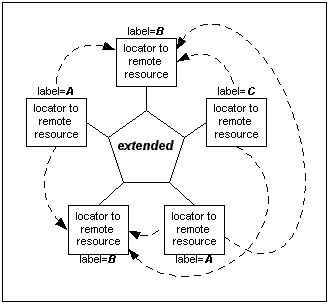 label=B
locator to
remote
resource
label=A
locator to
remote
resource
label=C
locator to
remote
resource
extended
locator to
remote
resource
label=B
locator to
remote
resource
label=A